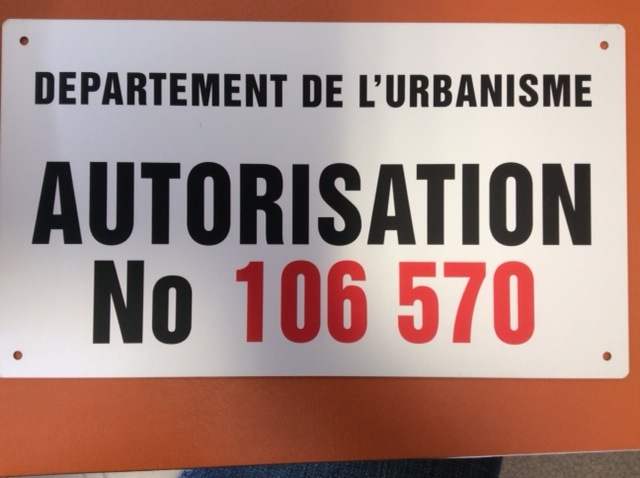 DEPARTEMENT DE L'URBANISME
AUTORISATION
No 106 570